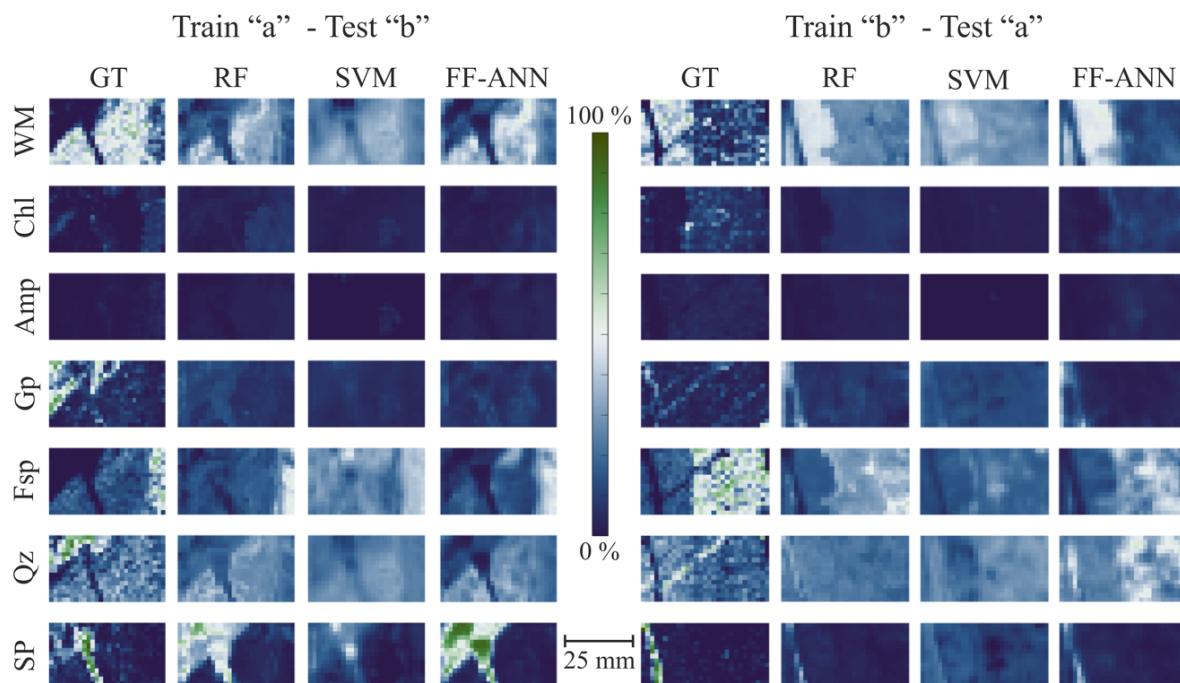 Train “a” - Test “b” Train “b” - Test “a”
GT RF SVM FF-ANN GT RF SVM FF-ANN
WM
100 %
Chl
Amp
Gp
Fsp
0 %
Qz
SP
25 mm